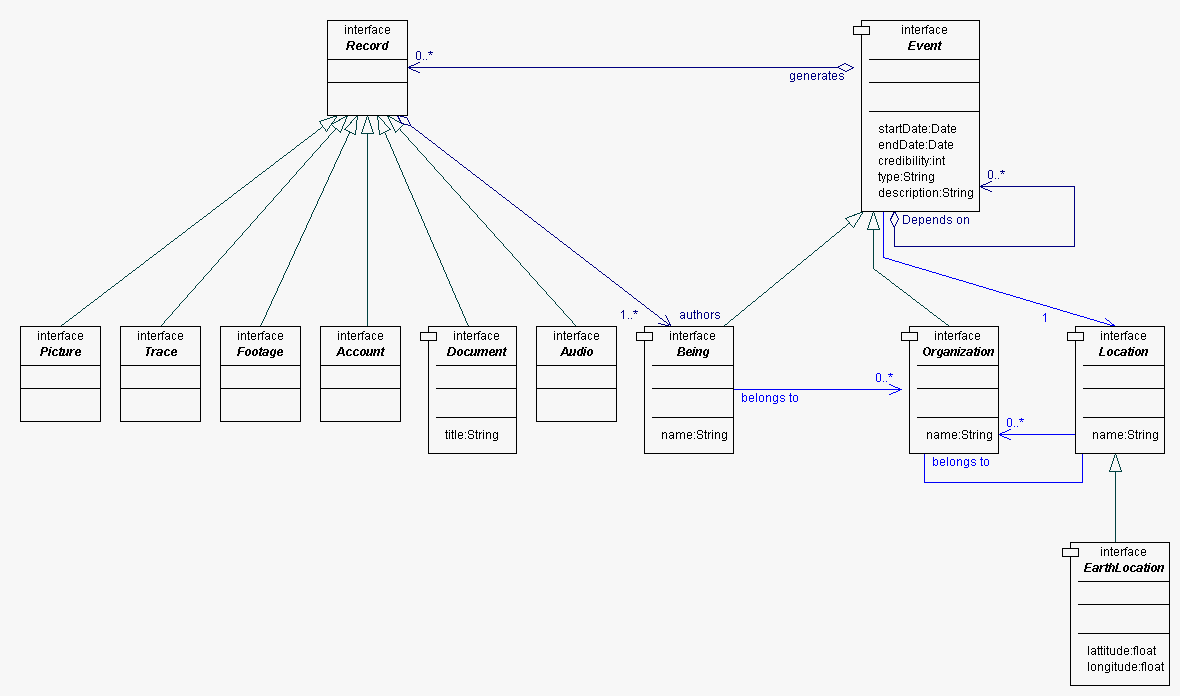 interface
Record
interface
Event
0..*
generates
startDate:Date
endDate:Date
credibility:int
type:String
description:String
0..*
Depends on
1..*
authors
1
interface
Picture
interface
Trace
interface
Footage
interface
Account
interface
Document
title:String
interface
Audio
interface
Being
name:String
0..*
belongs to
interface
Organization
name:String
0..*
belongs to
interface
Location
name:String
interface
EarthLocation
lattitude:float
longitude:float